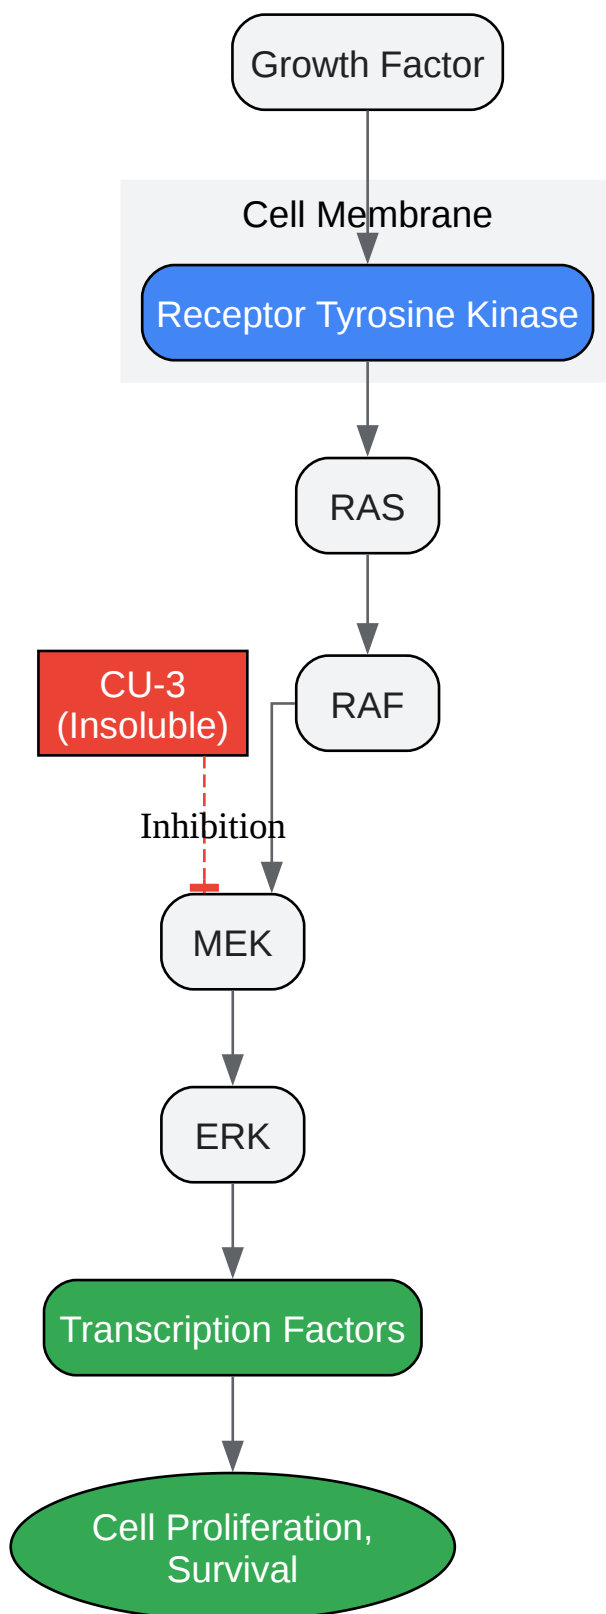 Growth Factor
Cell Membrane
Receptor Tyrosine Kinase
RAS
CU-3
(Insoluble)
RAF
Inhibition
MEK
ERK
Transcription Factors
Cell Proliferation,
Survival